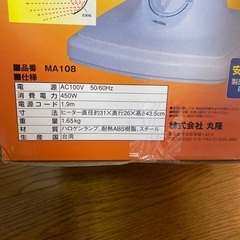 ■品番 MA108
■仕様
電源 AC100V 50/60Hz
消費電力 450W
電源コード 1.9m
寸法 ヒーター直径約31×奥行26×高さ43.5cm
重量 1.65kg
材質 ハロゲンランプ、耐熱ABS樹脂、スチール
生産国 台湾
株式会社 丸隆